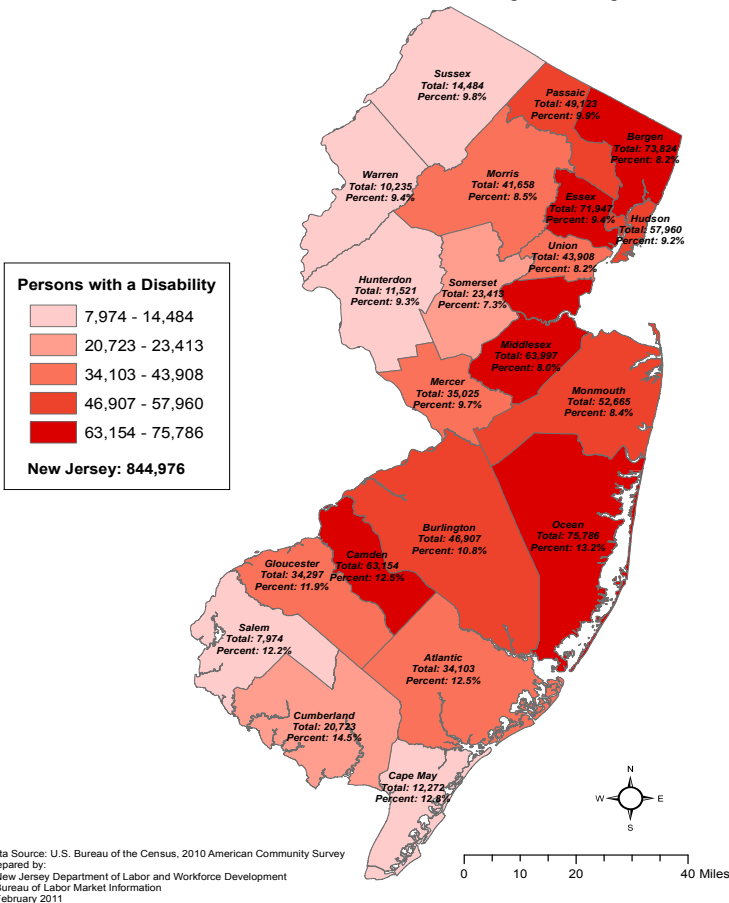 Sussex
Total: 14,484
Percent: 9.8%
Passaic
Total: 49,123
Percent: 9.9%
Bergen
Total: 73,824
Percent: 8.2%
Warren
Total: 10,235
Percent: 9.4%
Morris
Total: 41,658
Percent: 8.5%
Essex
Total: 71,947
Percent: 9.4%
Hudson
Total: 57,960
Percent: 9.2%
Union
Total: 43,908
Percent: 8.2%
Hunterdon
Total: 11,521
Percent: 9.3%
Somerset
Total: 23,413
Percent: 7.3%
Persons with a Disability
7,974 - 14,484
20,723 - 23,413
34,103 - 43,908
46,907 - 57,960
63,154 - 75,786
New Jersey: 844,976
Middlesex
Total: 63,997
Percent: 8.0%
Mercer
Total: 35,025
Percent: 9.7%
Monmouth
Total: 52,665
Percent: 8.4%
Burlington
Total: 46,907
Percent: 10.8%
Ocean
Total: 75,786
Percent: 13.2%
Camden
Total: 63,154
Percent: 12.5%
Gloucester
Total: 34,297
Percent: 11.9%
Salem
Total: 7,974
Percent: 12.2%
Atlantic
Total: 34,103
Percent: 12.5%
Cumberland
Total: 20,723
Percent: 14.5%
Cape May
Total: 12,272
Percent: 12.8%
N
W E
S
0 10 20 40 Miles
ta Source: U.S. Bureau of the Census, 2010 American Community Survey
epared by:
New Jersey Department of Labor and Workforce Development
Bureau of Labor Market Information
February 2011